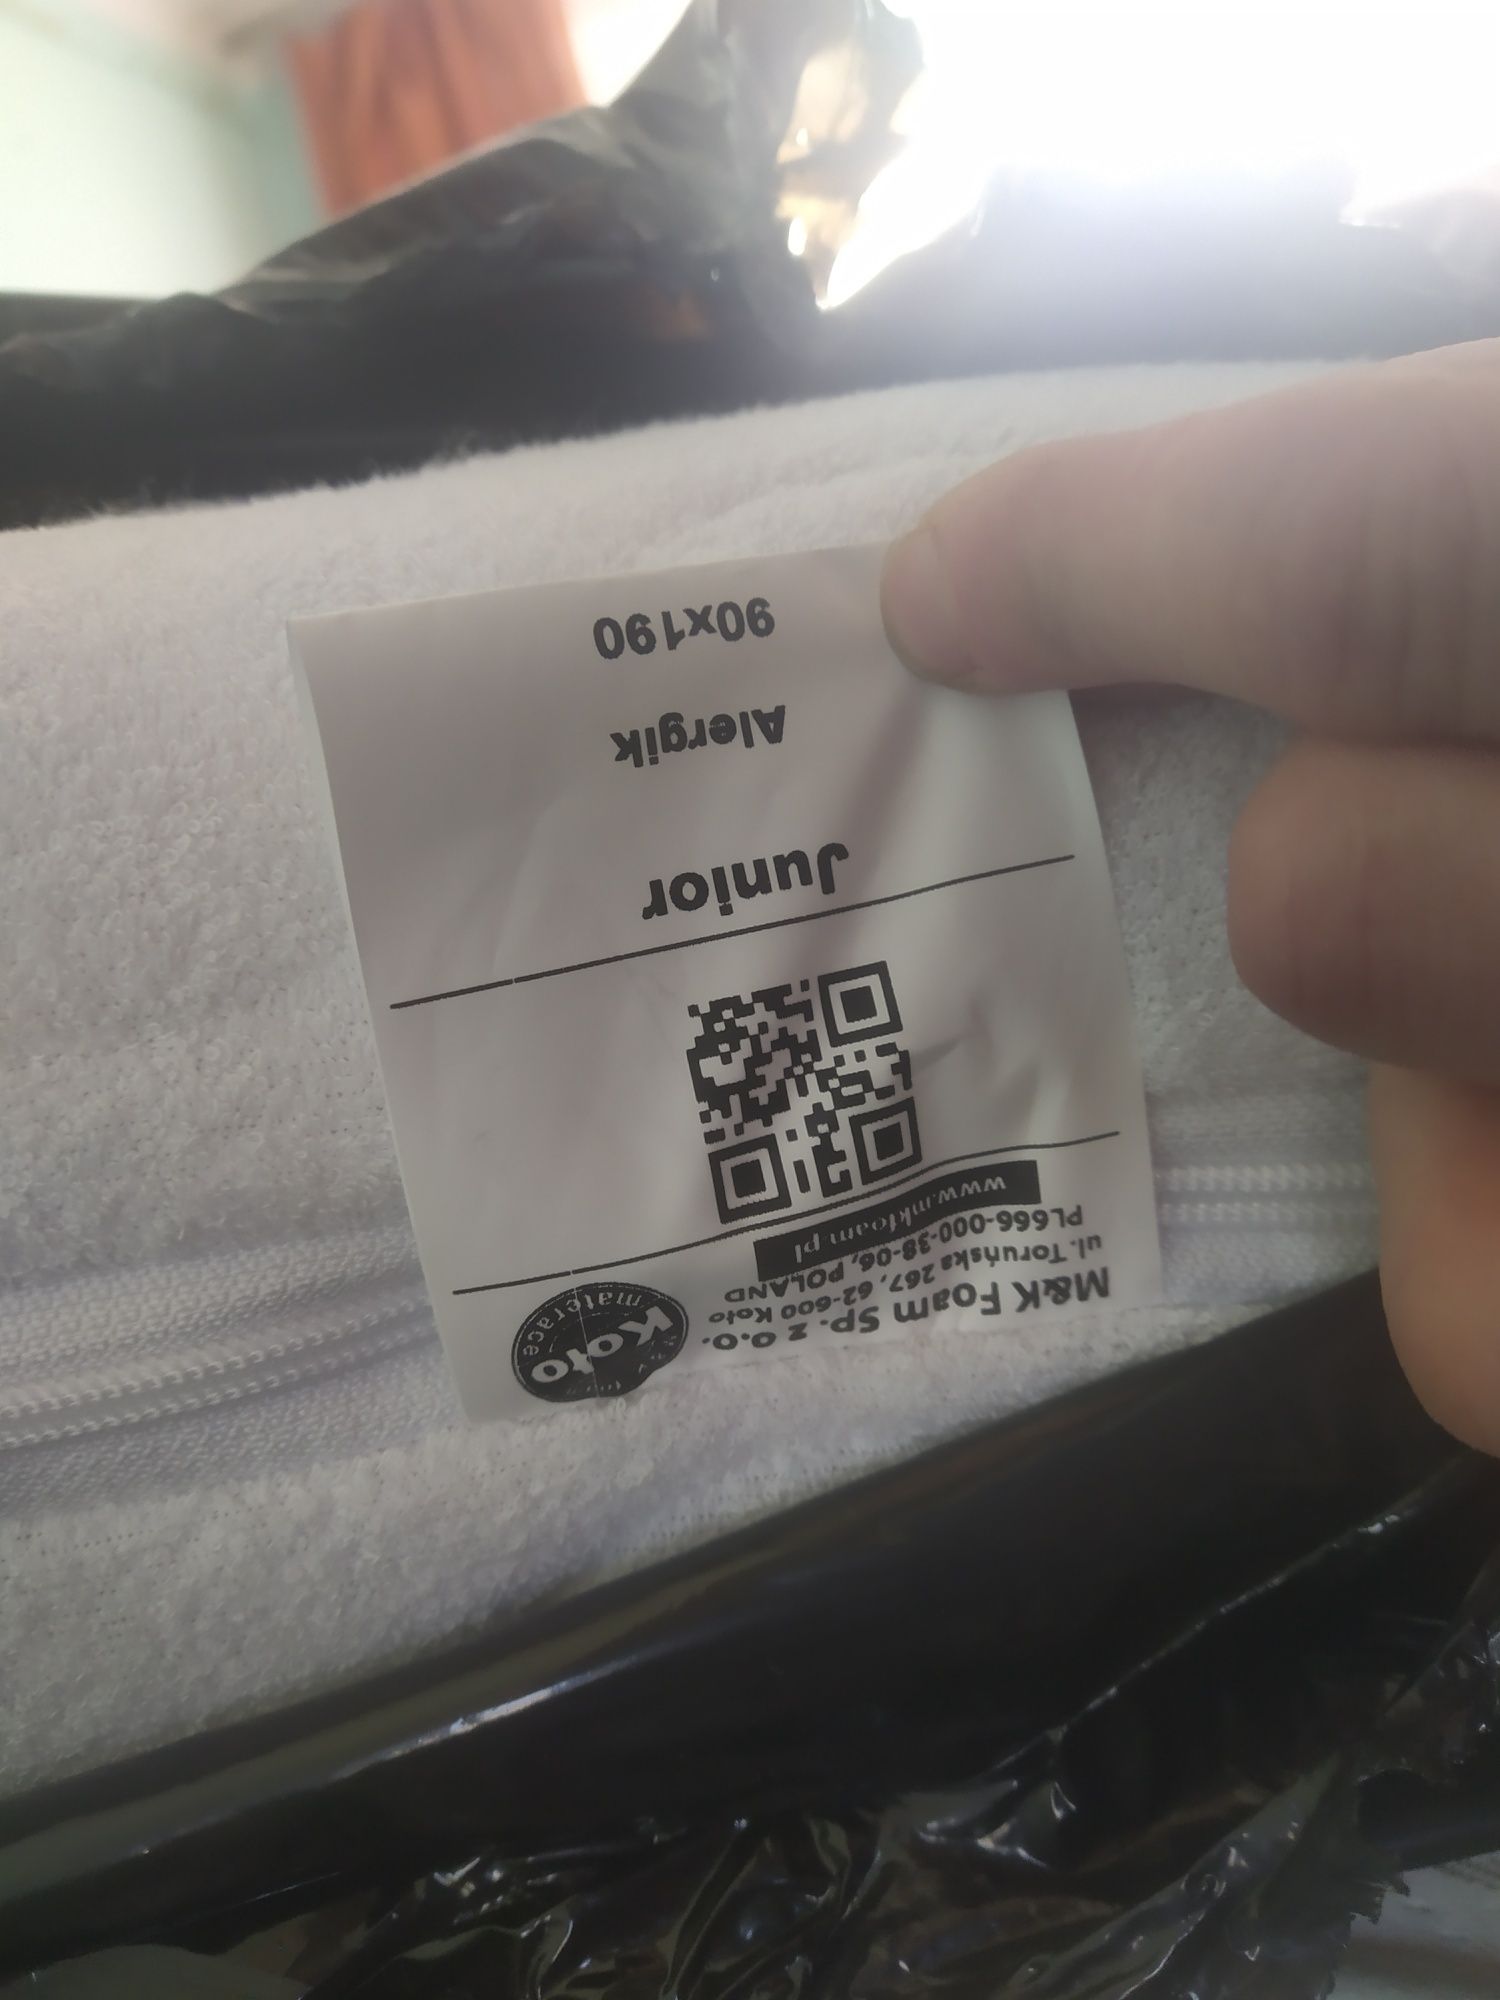 M&K Foam Sp. z o.o.
ul. Toruńska 267, 62-600 Koło
PL666-000-38-06, POLAND
www.mkfoam.pl
Koło
materace
Junior
Alergik
90x190